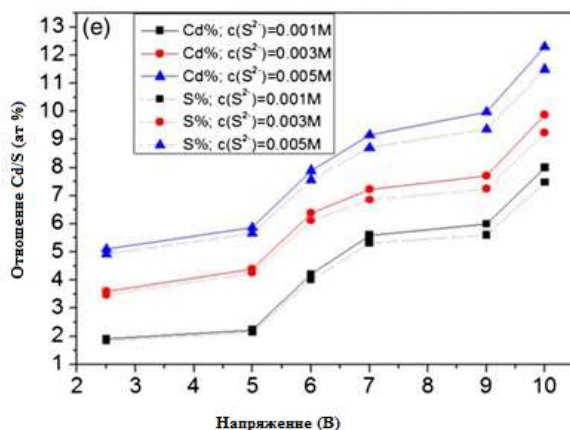 (e)
Cd%; c(S²⁻)=0.001M
Cd%; c(S²⁻)=0.003M
Cd%; c(S²⁻)=0.005M
S%; c(S²⁻)=0.001M
S%; c(S²⁻)=0.003M
S%; c(S²⁻)=0.005M
Отношение Cd/S (ат %)
13
12
11
10
9
8
7
6
5
4
3
2
1
2 3 4 5 6 7 9 10
Напряжение (В)